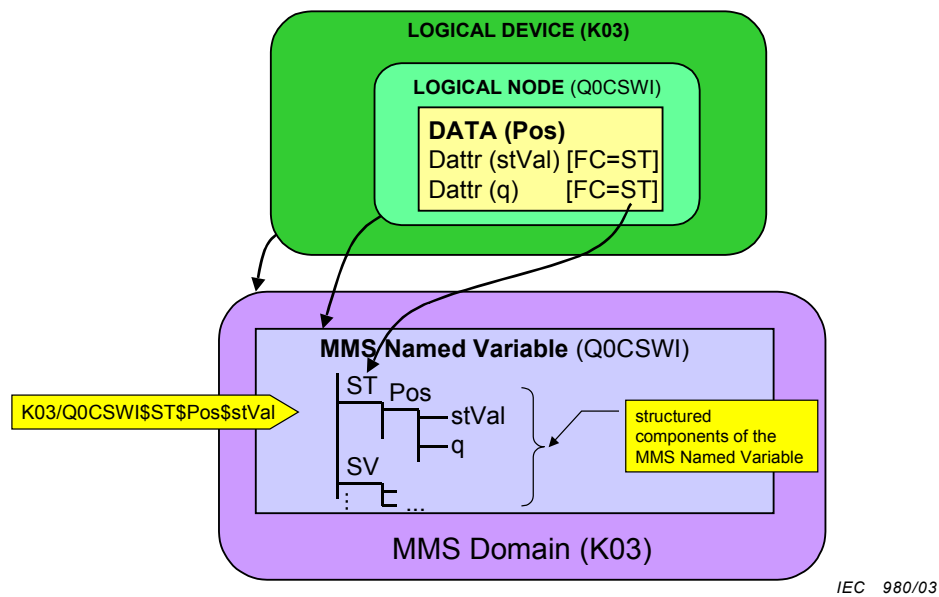 LOGICAL DEVICE (K03)
LOGICAL NODE (Q0CSWI)
DATA (Pos)
Dattr (stVal) [FC=ST]
Dattr (q) [FC=ST]
MMS Named Variable (Q0CSWI)
ST
Pos
stVal
q
SV
...
...
K03/Q0CSWI$ST$Pos$stVal
structured
components of the
MMS Named Variable
MMS Domain (K03)
IEC 980/03